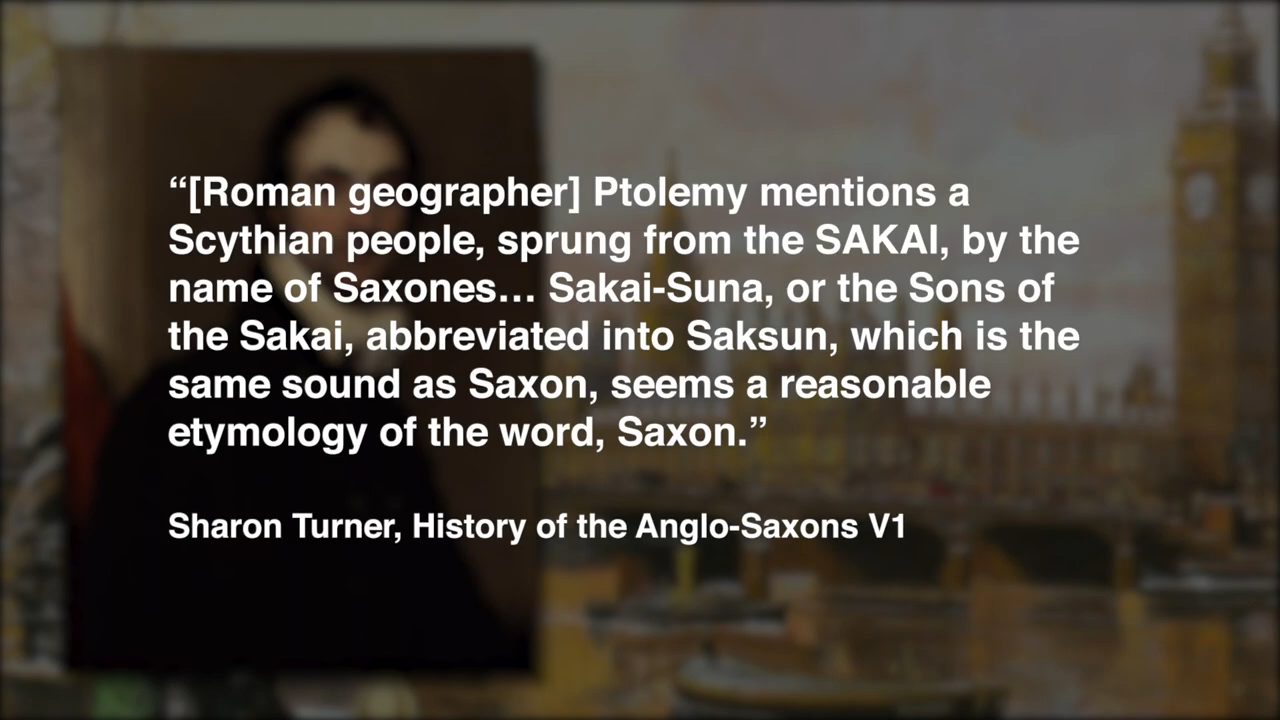 “[Roman geographer] Ptolemy mentions a
Scythian people, sprung from the SAKAI, by the
name of Saxones… Sakai-Suna, or the Sons of
the Sakai, abbreviated into Saksun, which is the
same sound as Saxon, seems a reasonable
etymology of the word, Saxon.”
Sharon Turner, History of the Anglo-Saxons V1